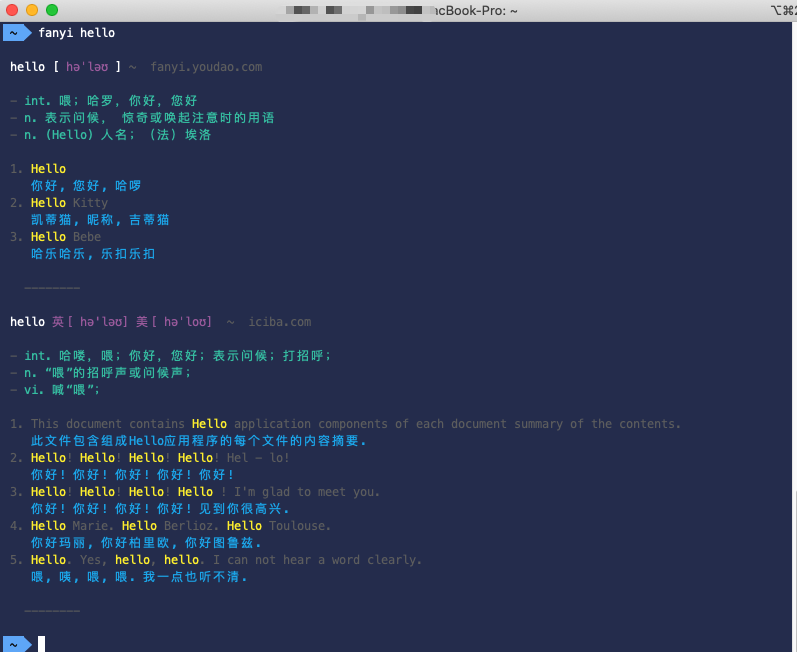 cBook-Pro: ~
~ fanyi hello
hello [ həˈləʊ ] ~ fanyi.youdao.com
- int. 喂; 哈罗, 你好, 您好
- n. 表示问候, 惊奇或唤起注意时的用语
- n. (Hello) 人名; (法) 埃洛
1. Hello
你好, 您好, 哈啰
2. Hello Kitty
凯蒂猫, 昵称, 吉蒂猫
3. Hello Bebe
哈乐哈乐, 乐扣乐扣
--------
hello 英[ hə'ləʊ] 美[ həˈloʊ] ~ iciba.com
- int. 哈喽, 喂; 你好, 您好; 表示问候; 打招呼;
- n. “喂”的招呼声或问候声;
- vi. 喊“喂”;
1. This document contains Hello application components of each document summary of the contents.
此文件包含组成Hello应用程序的每个文件的内容摘要.
2. Hello! Hello! Hello! Hello! Hel - lo!
你好! 你好! 你好! 你好! 你好!
3. Hello! Hello! Hello! Hello ! I'm glad to meet you.
你好! 你好! 你好! 你好! 见到你很高兴.
4. Hello Marie. Hello Berlioz. Hello Toulouse.
你好玛丽, 你好柏里欧, 你好图鲁兹.
5. Hello. Yes, hello, hello. I can not hear a word clearly.
喂, 咦, 喂, 喂. 我一点也听不清.
--------
~